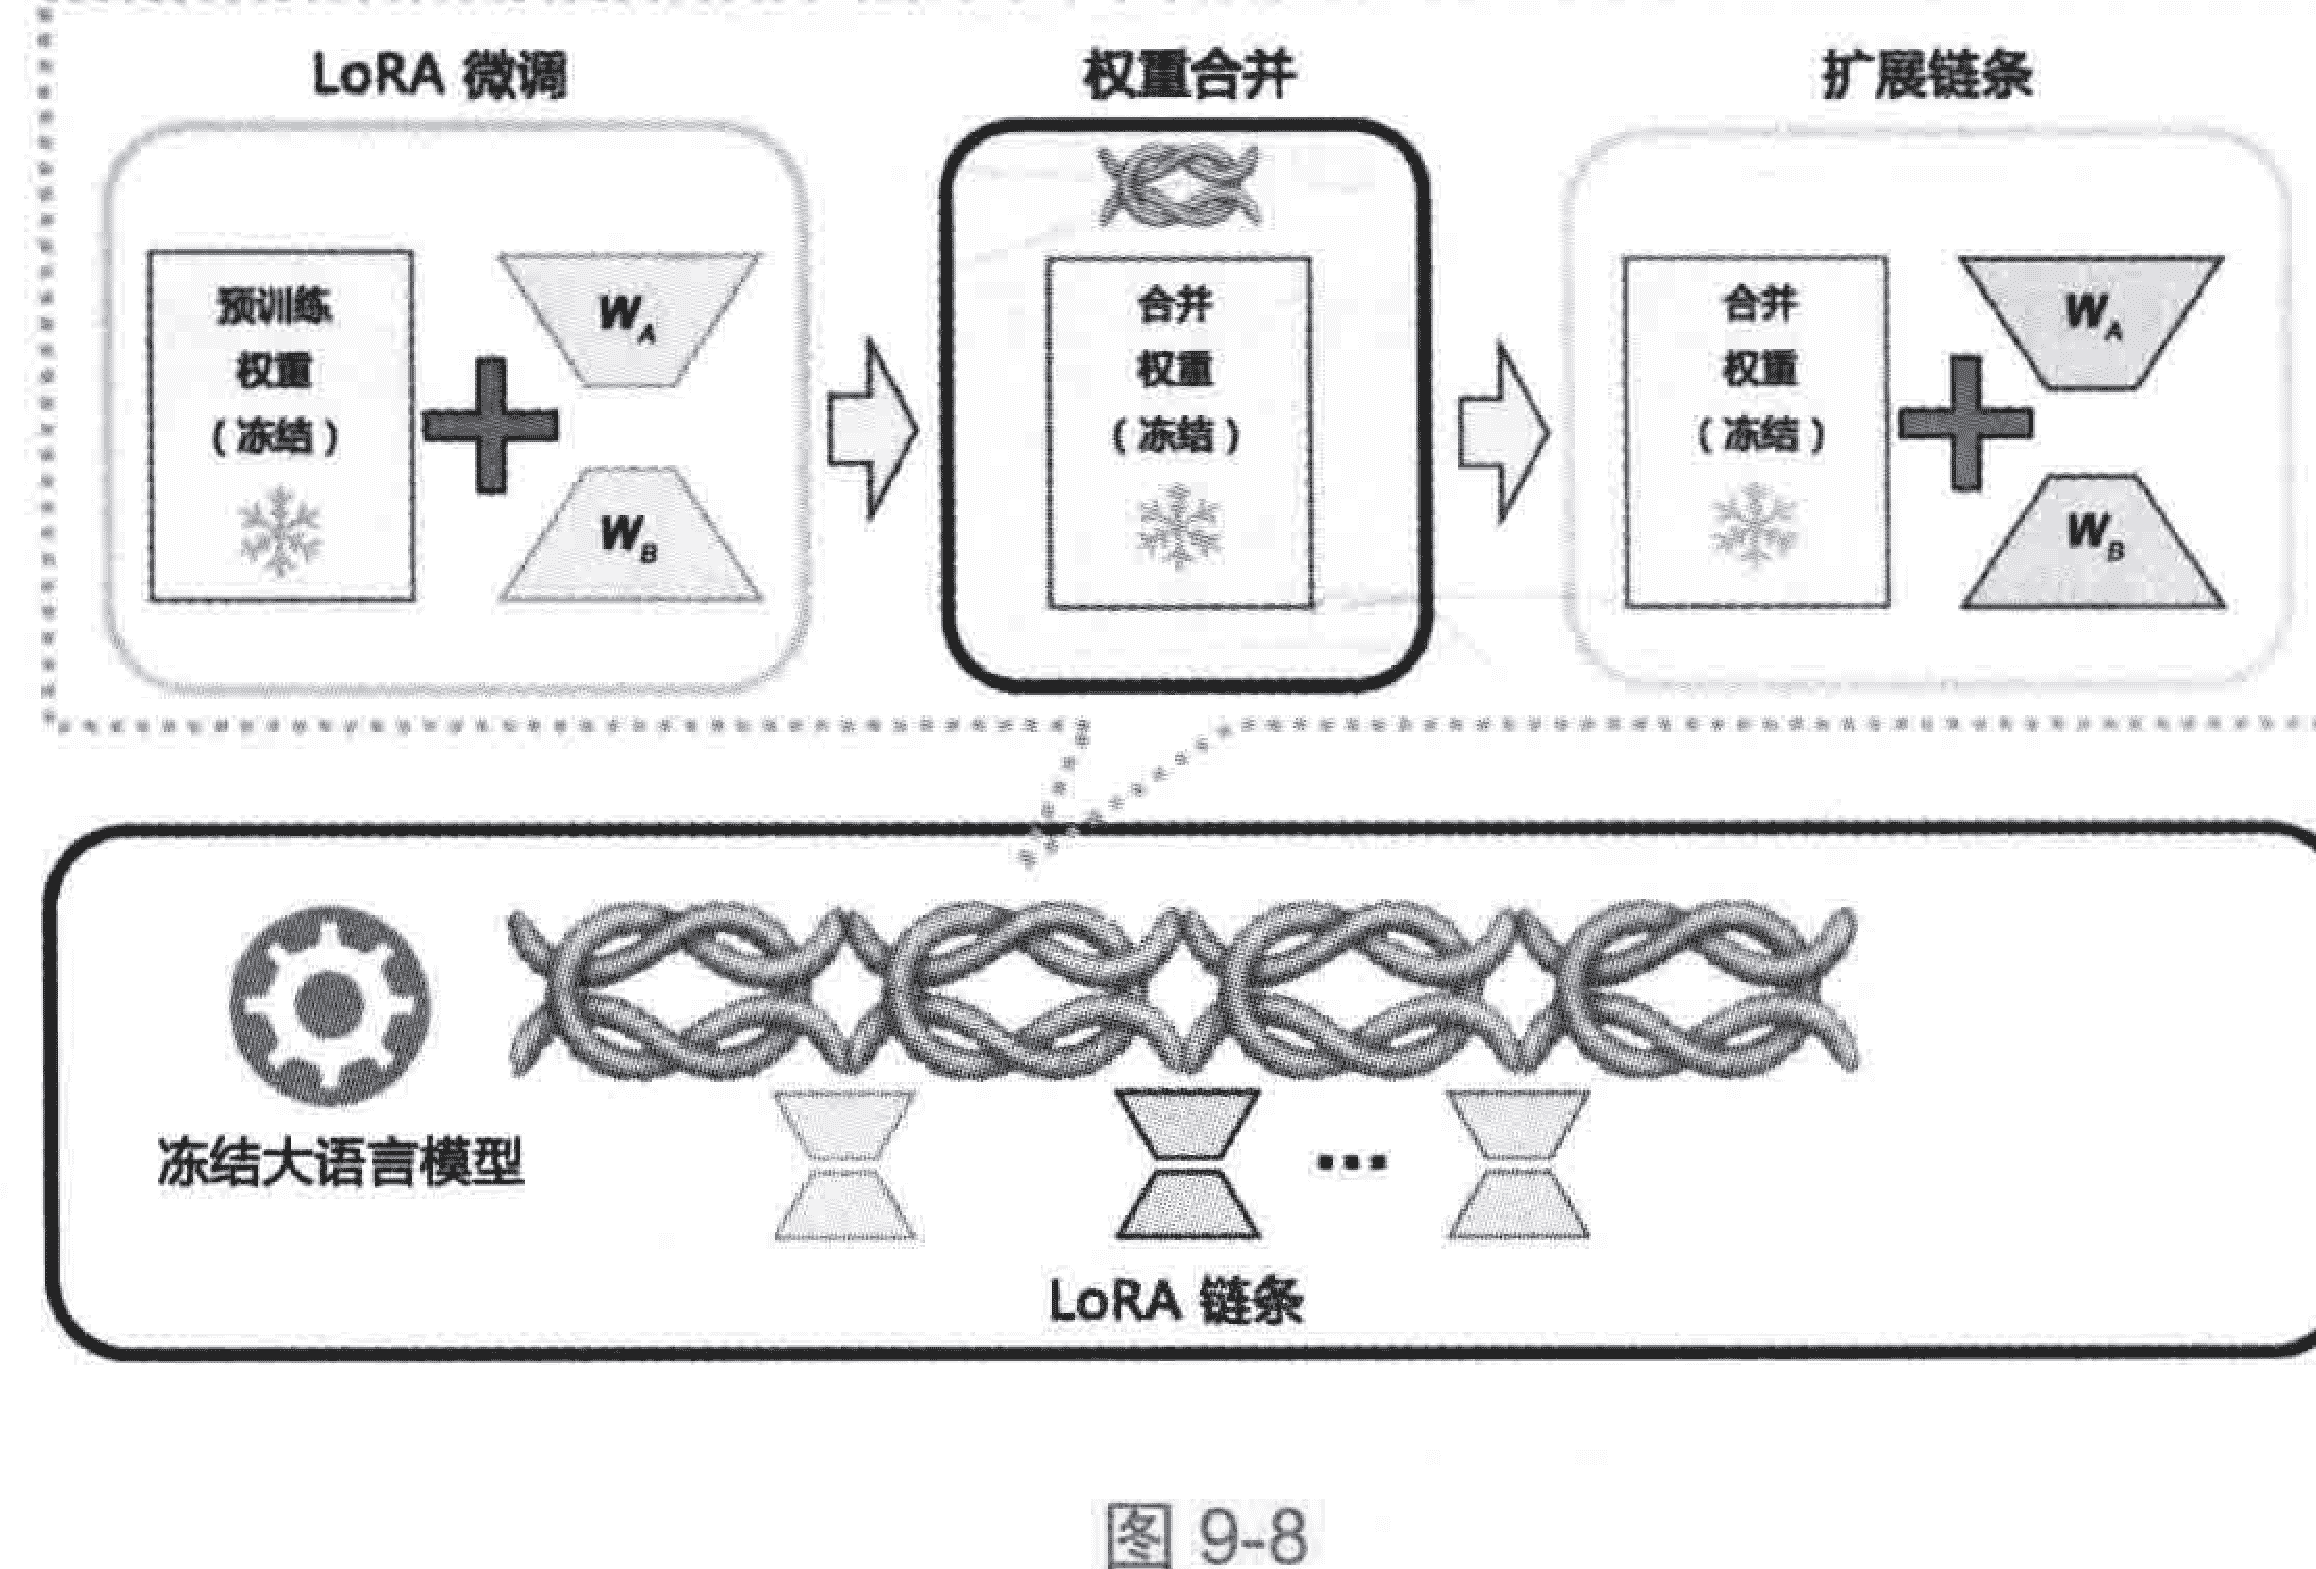 LoRA 微调
权重合并
扩展链条
预训练
权重
（冻结）
W_A
W_B
合并
权重
（冻结）
合并
权重
（冻结）
W_A
W_B
冻结大语言模型
...
LoRA 链条
图 9-8